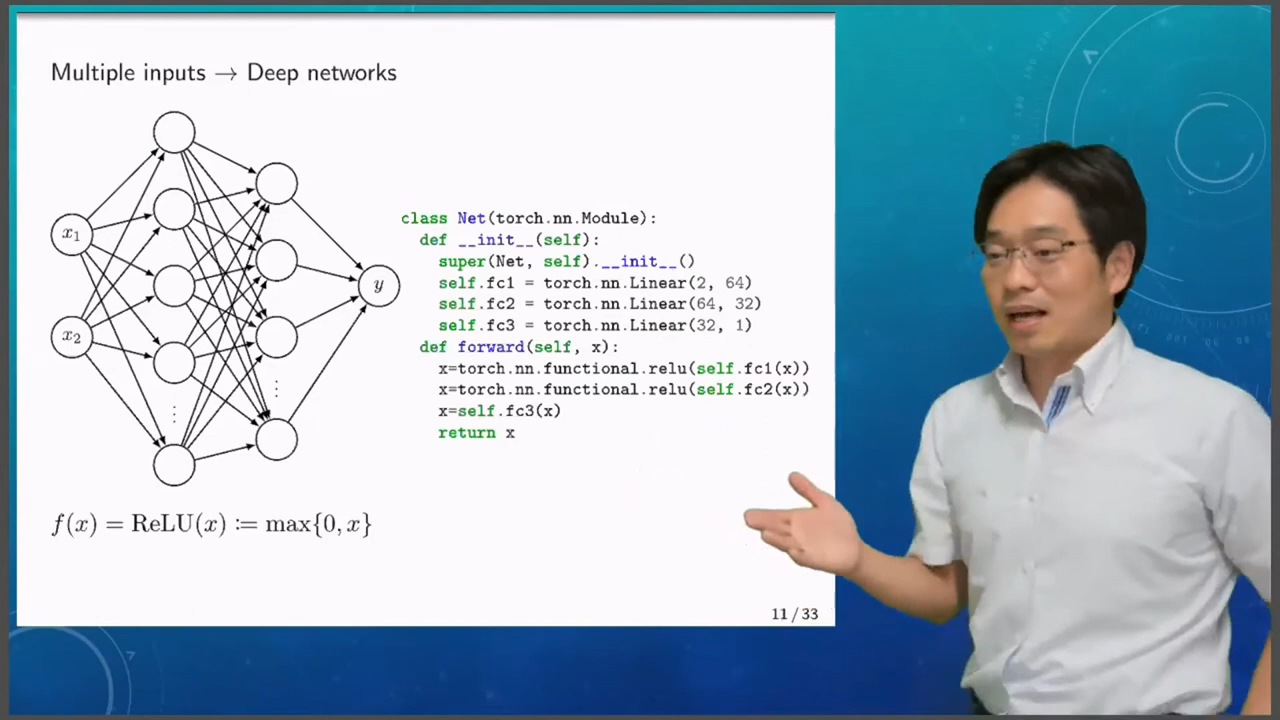 Multiple inputs → Deep networks
x₁
x₂
y
⋮
⋮
class Net(torch.nn.Module):
def __init__(self):
super(Net, self).__init__()
self.fc1 = torch.nn.Linear(2, 64)
self.fc2 = torch.nn.Linear(64, 32)
self.fc3 = torch.nn.Linear(32, 1)
def forward(self, x):
x=torch.nn.functional.relu(self.fc1(x))
x=torch.nn.functional.relu(self.fc2(x))
x=self.fc3(x)
return x
f(x) = ReLU(x) := max{0, x}
11 / 33